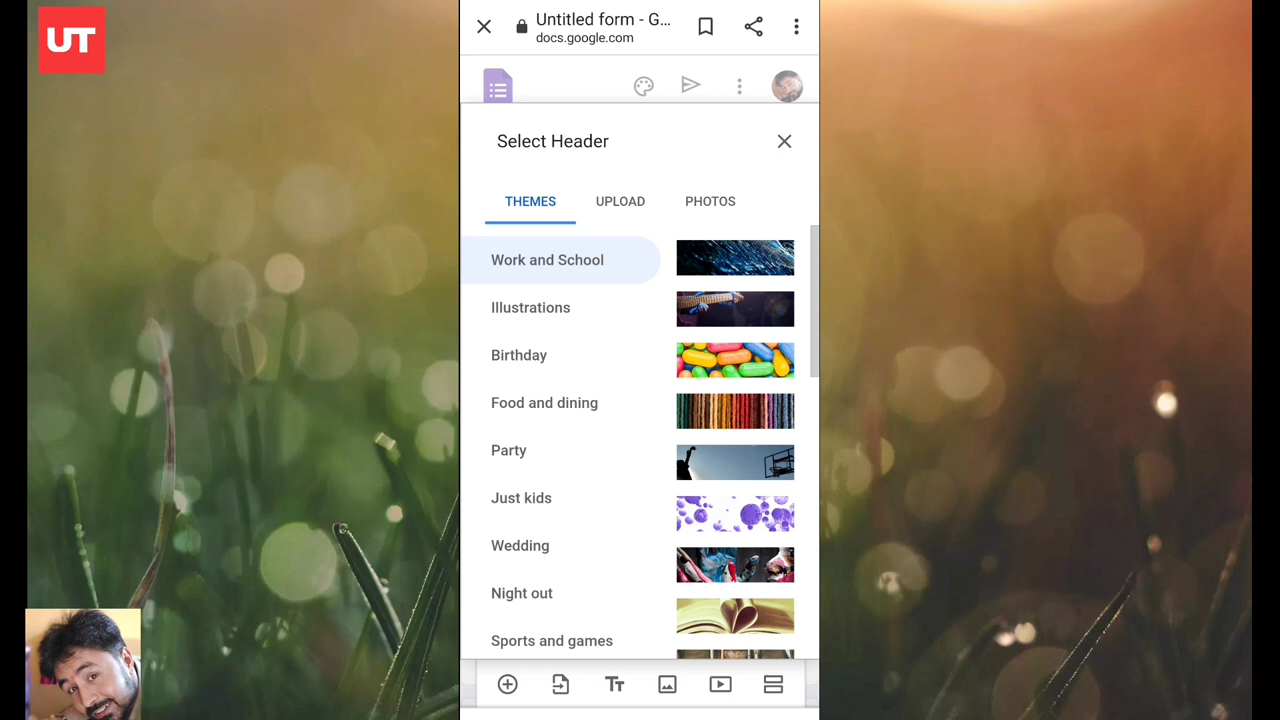 UT
Untitled form - G...
docs.google.com
Select Header
THEMES UPLOAD PHOTOS
Work and School
Illustrations
Birthday
Food and dining
Party
Just kids
Wedding
Night out
Sports and games
Tт